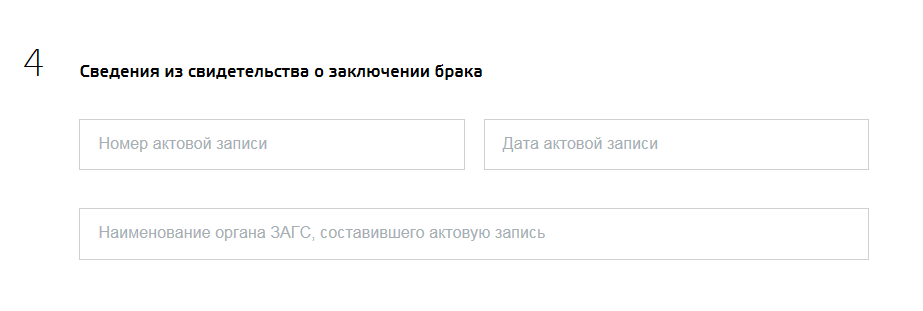 4
Сведения из свидетельства о заключении брака
Номер актовой записи
Дата актовой записи
Наименование органа ЗАГС, составившего актовую запись